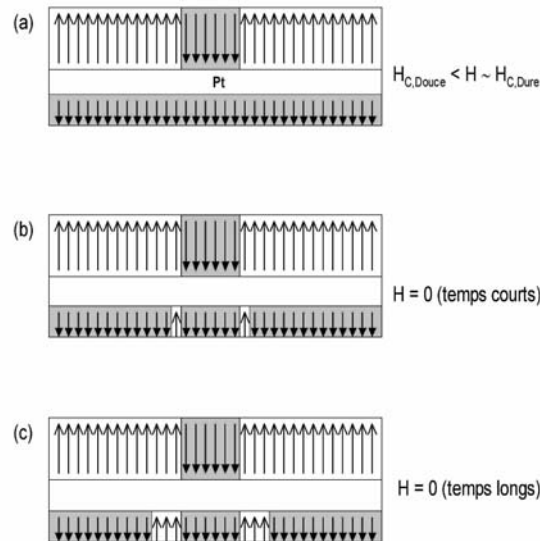 (a)
Pt
H_C,Douce < H ~ H_C,Dure
(b)
H = 0 (temps courts)
(c)
H = 0 (temps longs)